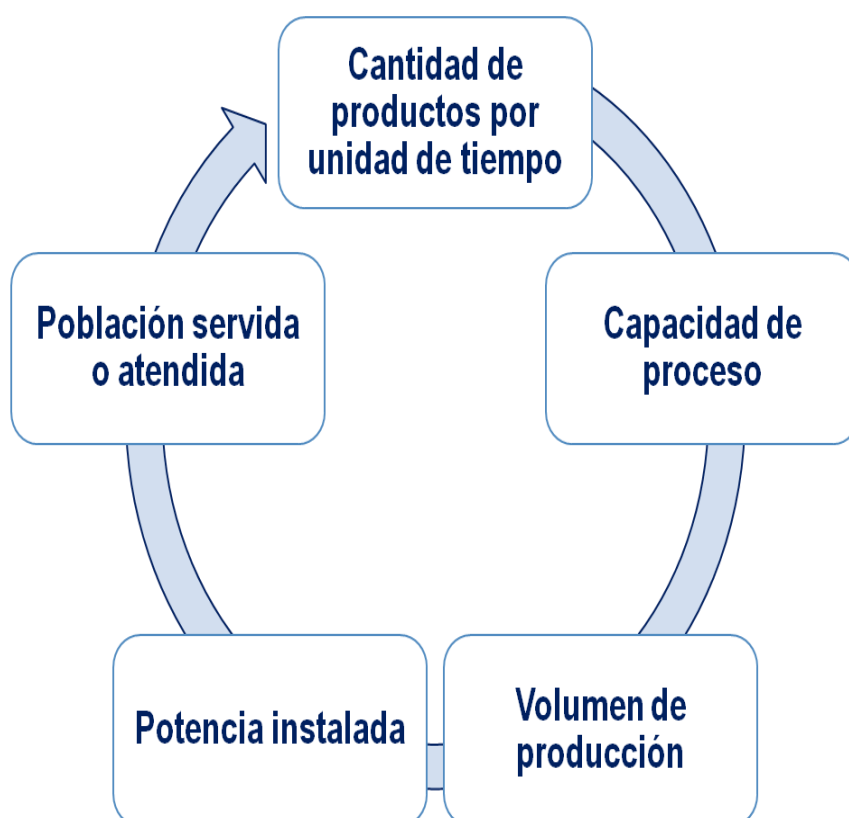 Cantidad de
productos por
unidad de tiempo
Capacidad de
proceso
Volumen de
producción
Potencia instalada
Población servida
o atendida